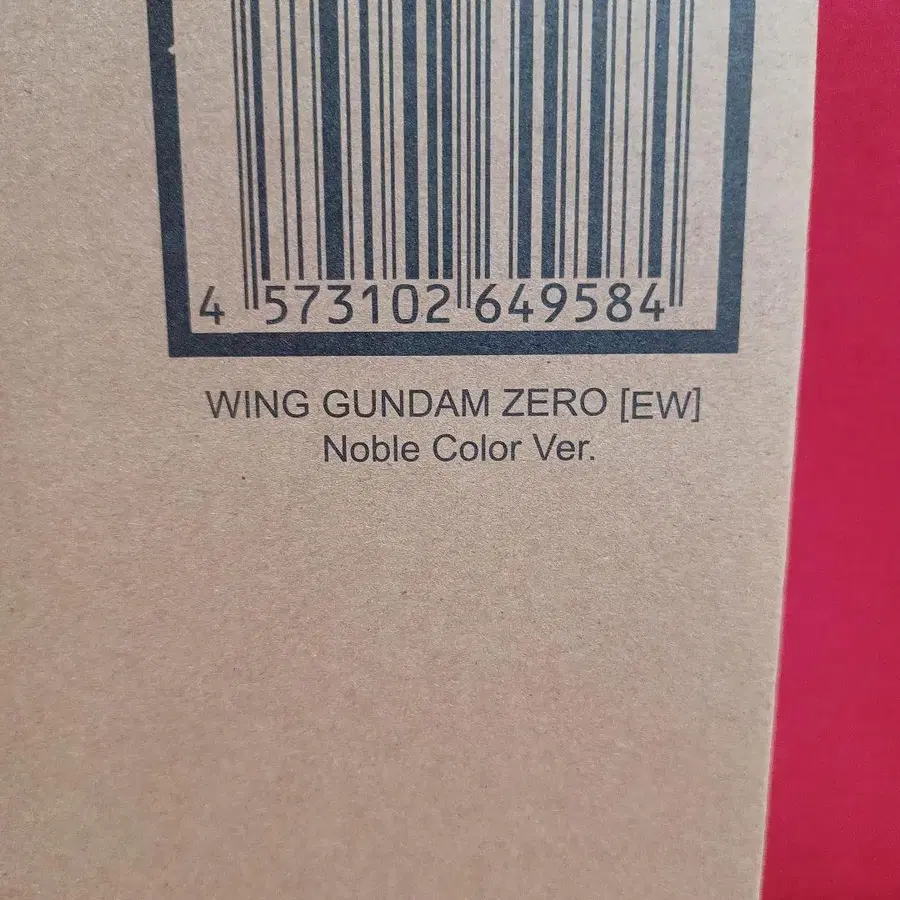 4 573102 649584
WING GUNDAM ZERO [EW]
Noble Color Ver.